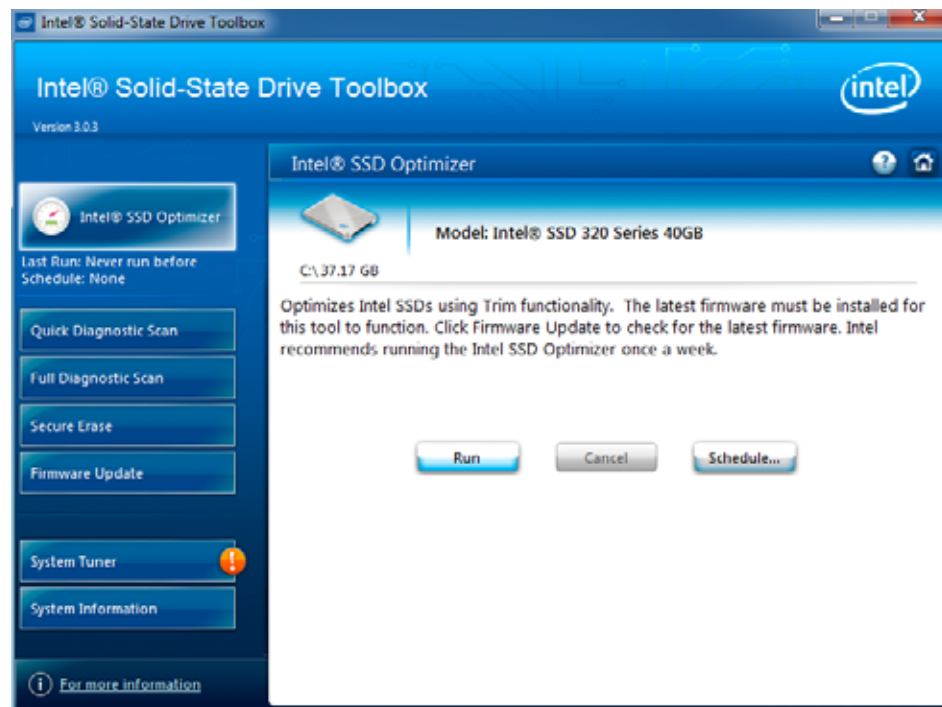 Intel® Solid-State Drive Toolbox
Intel® Solid-State Drive Toolbox
intel
Version 3.0.3
Intel® SSD Optimizer
?
Intel® SSD Optimizer
Last Run: Never run before
Schedule: None
Quick Diagnostic Scan
Full Diagnostic Scan
Secure Erase
Firmware Update
System Tuner
!
System Information
i For more information
Model: Intel® SSD 320 Series 40GB
C:\ 37.17 GB
Optimizes Intel SSDs using Trim functionality. The latest firmware must be installed for
this tool to function. Click Firmware Update to check for the latest firmware. Intel
recommends running the Intel SSD Optimizer once a week.
Run
Cancel
Schedule...